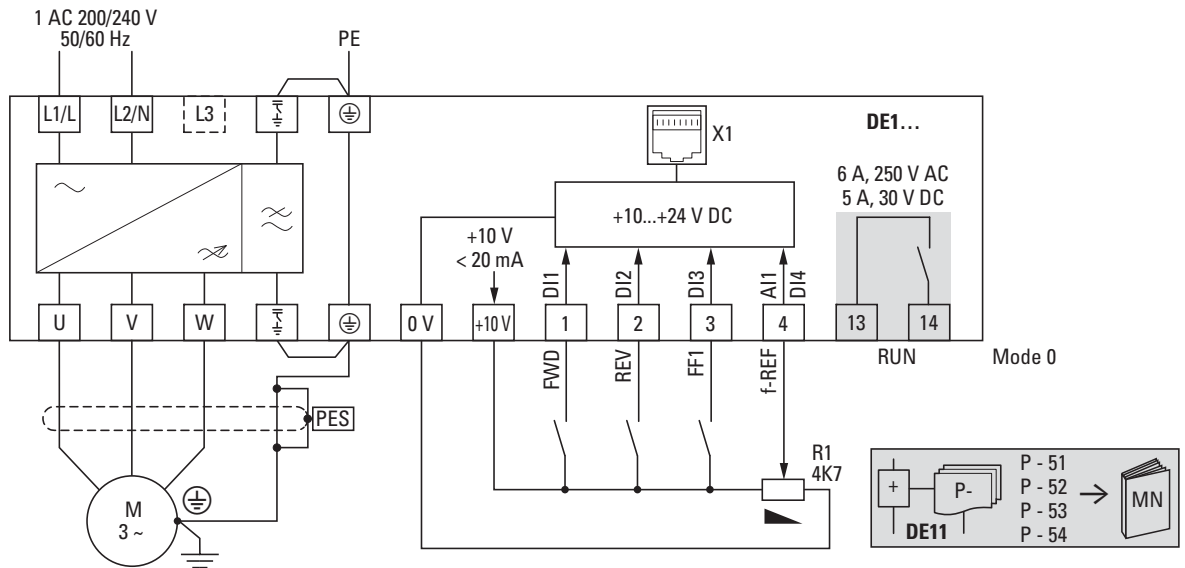 1 AC 200/240 V
50/60 Hz
PE
L1/L
L2/N
L3
X1
DE1...
6 A, 250 V AC
5 A, 30 V DC
+10...+24 V DC
+10 V
< 20 mA
DI1
DI2
DI3
AI1
DI4
U
V
W
0 V
+10 V
1
2
3
4
13
14
FWD
REV
FF1
f-REF
RUN
Mode 0
PES
R1
4K7
M
3 ~
+
P-
DE11
P - 51
P - 52
P - 53
P - 54
MN